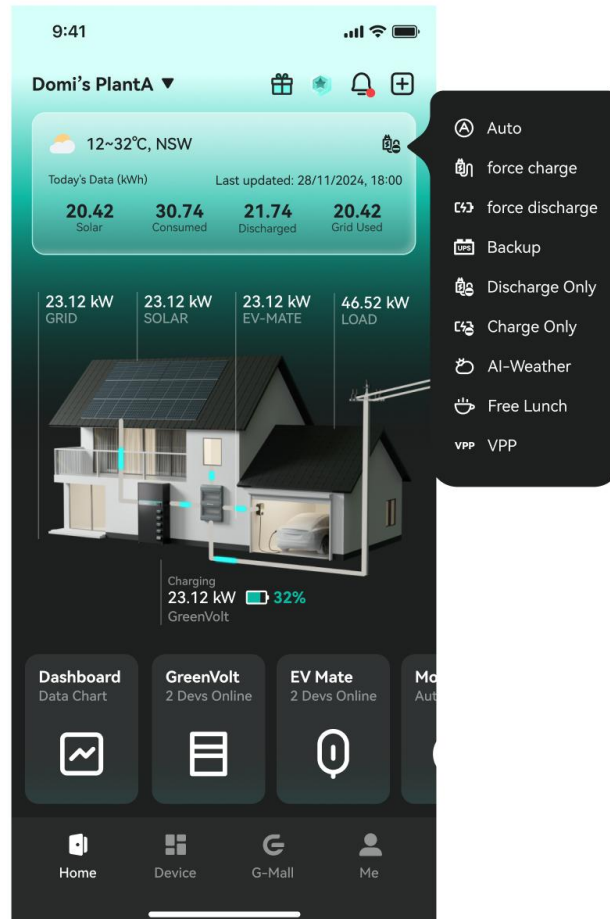 9:41
Domi's PlantA ▼
12~32℃, NSW
Today's Data (kWh) Last updated: 28/11/2024, 18:00
20.42 30.74 21.74 20.42
Solar Consumed Discharged Grid Used
Auto
force charge
force discharge
UPS Backup
Discharge Only
Charge Only
AI-Weather
Free Lunch
VPP VPP
23.12 kW 23.12 kW 23.12 kW 46.52 kW
GRID SOLAR EV-MATE LOAD
Charging
23.12 kW 32%
GreenVolt
Dashboard GreenVolt EV Mate Mo
Data Chart 2 Devs Online 2 Devs Online Aut
Home Device G-Mall Me